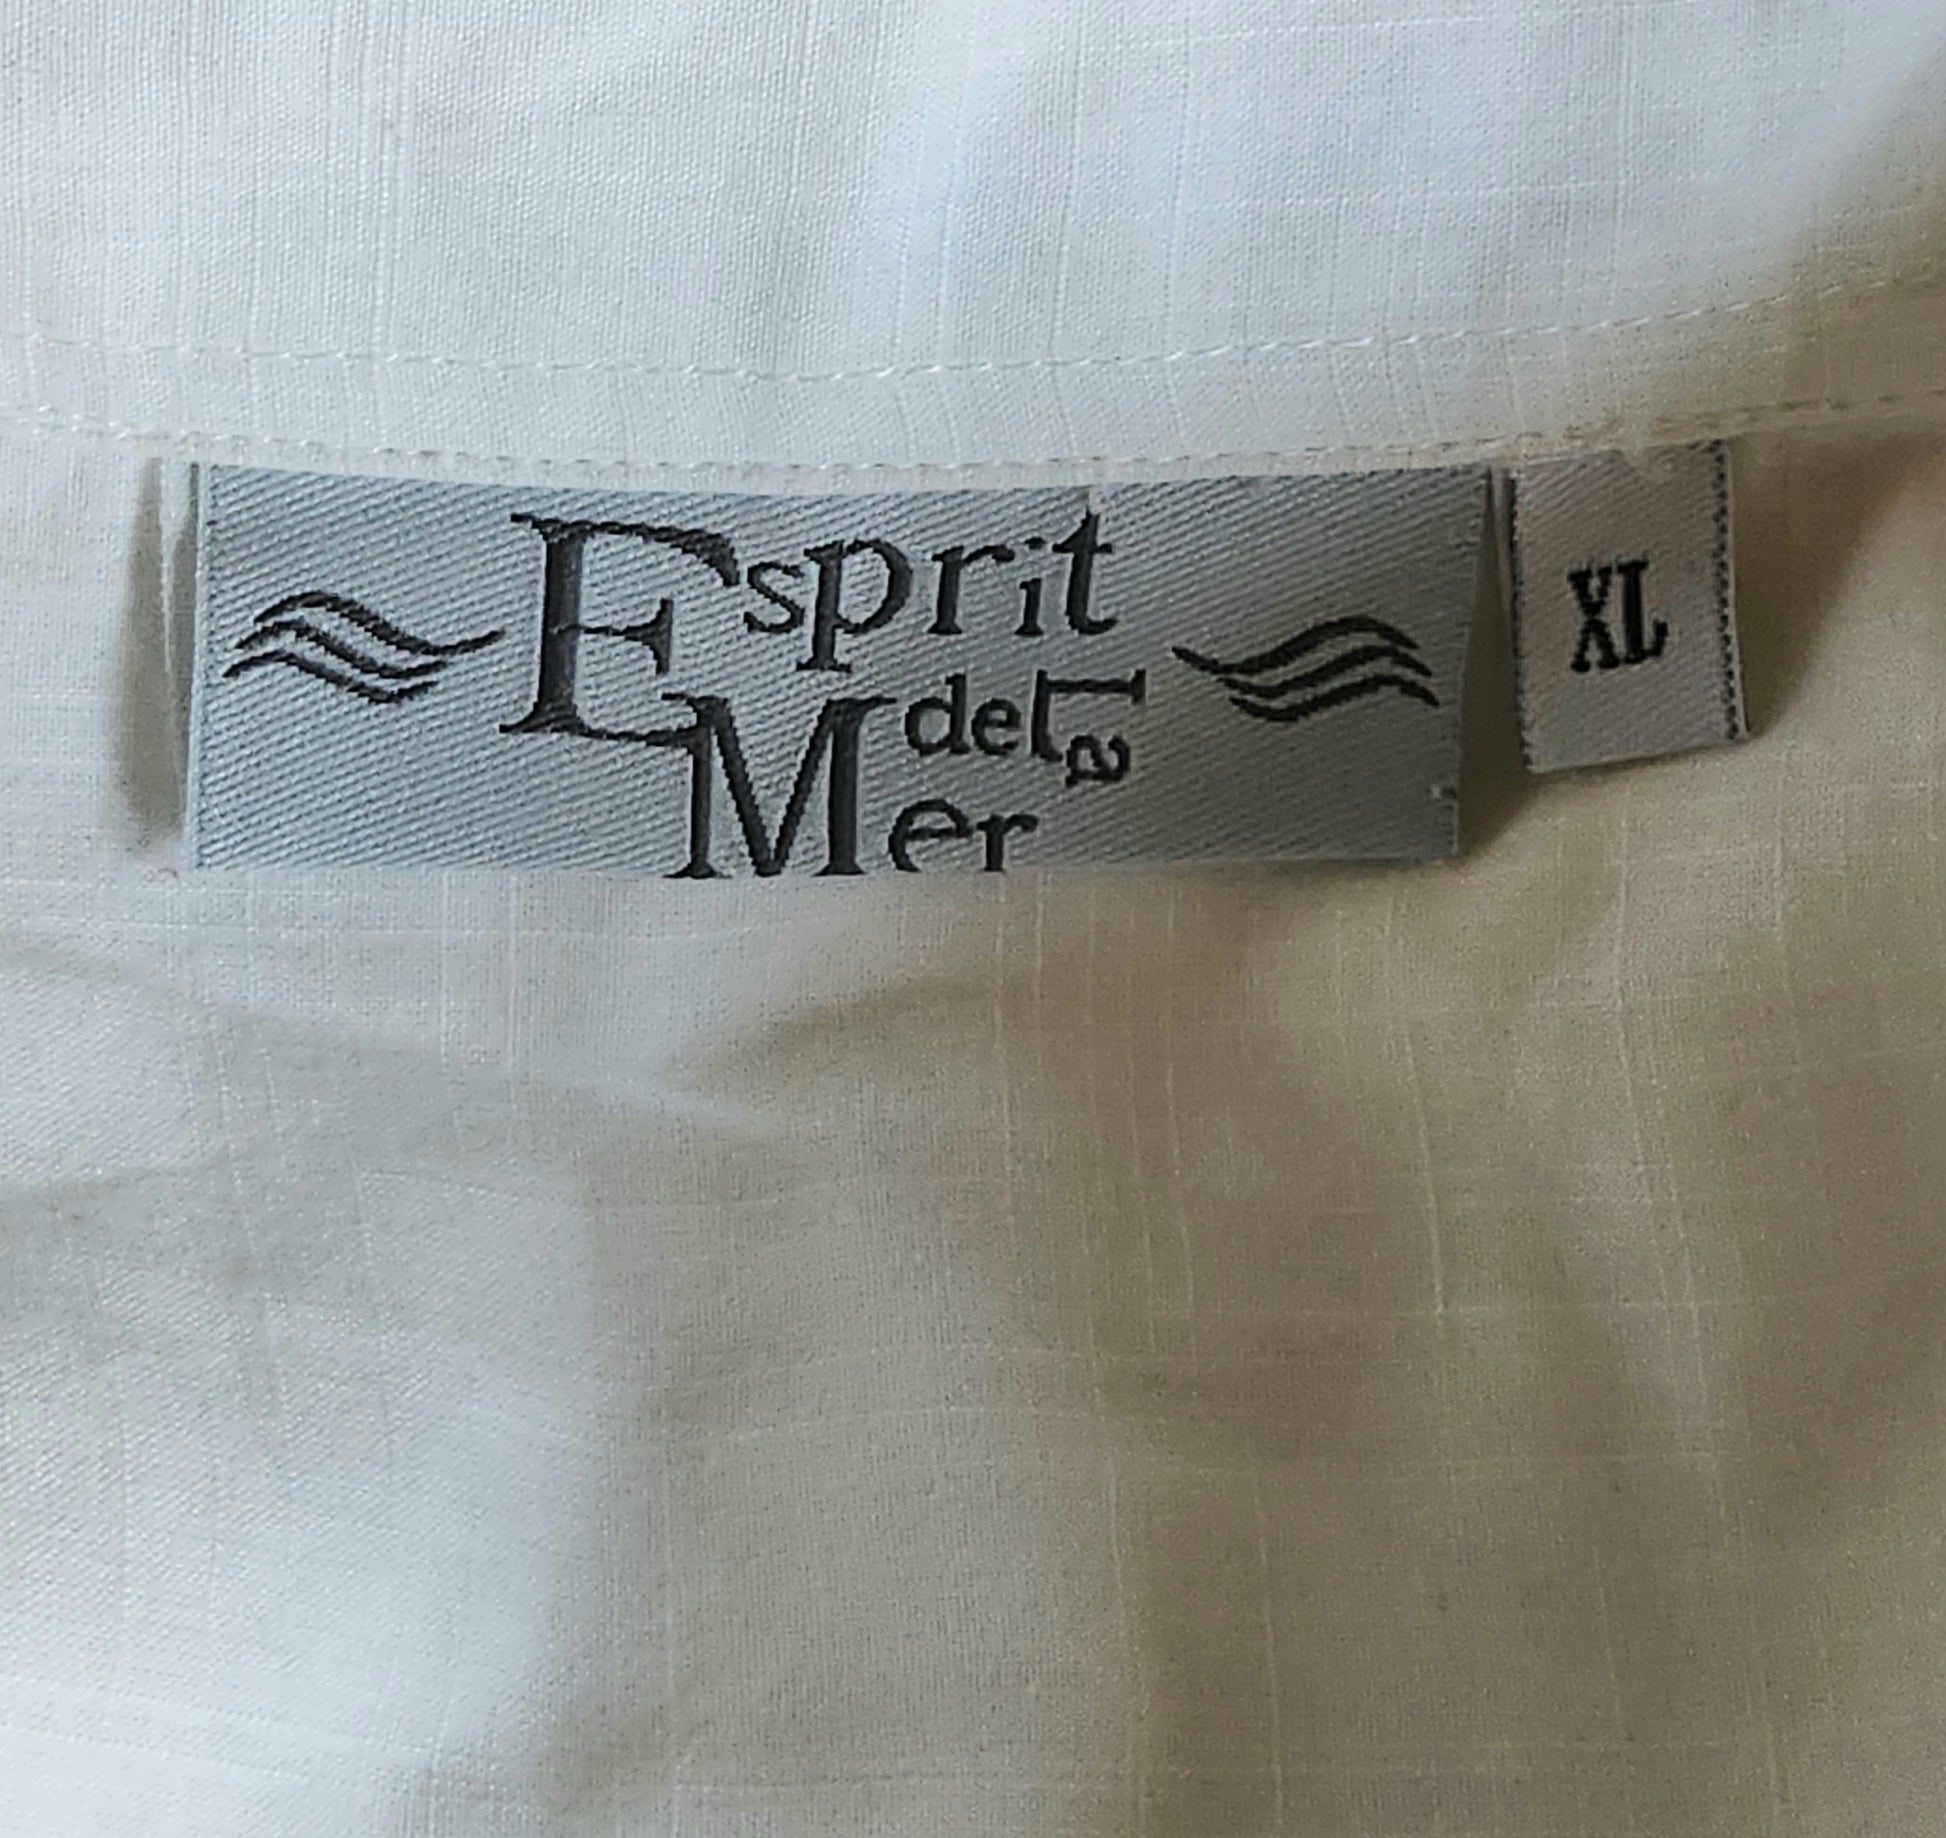 Esprit
de La
Mer
XL